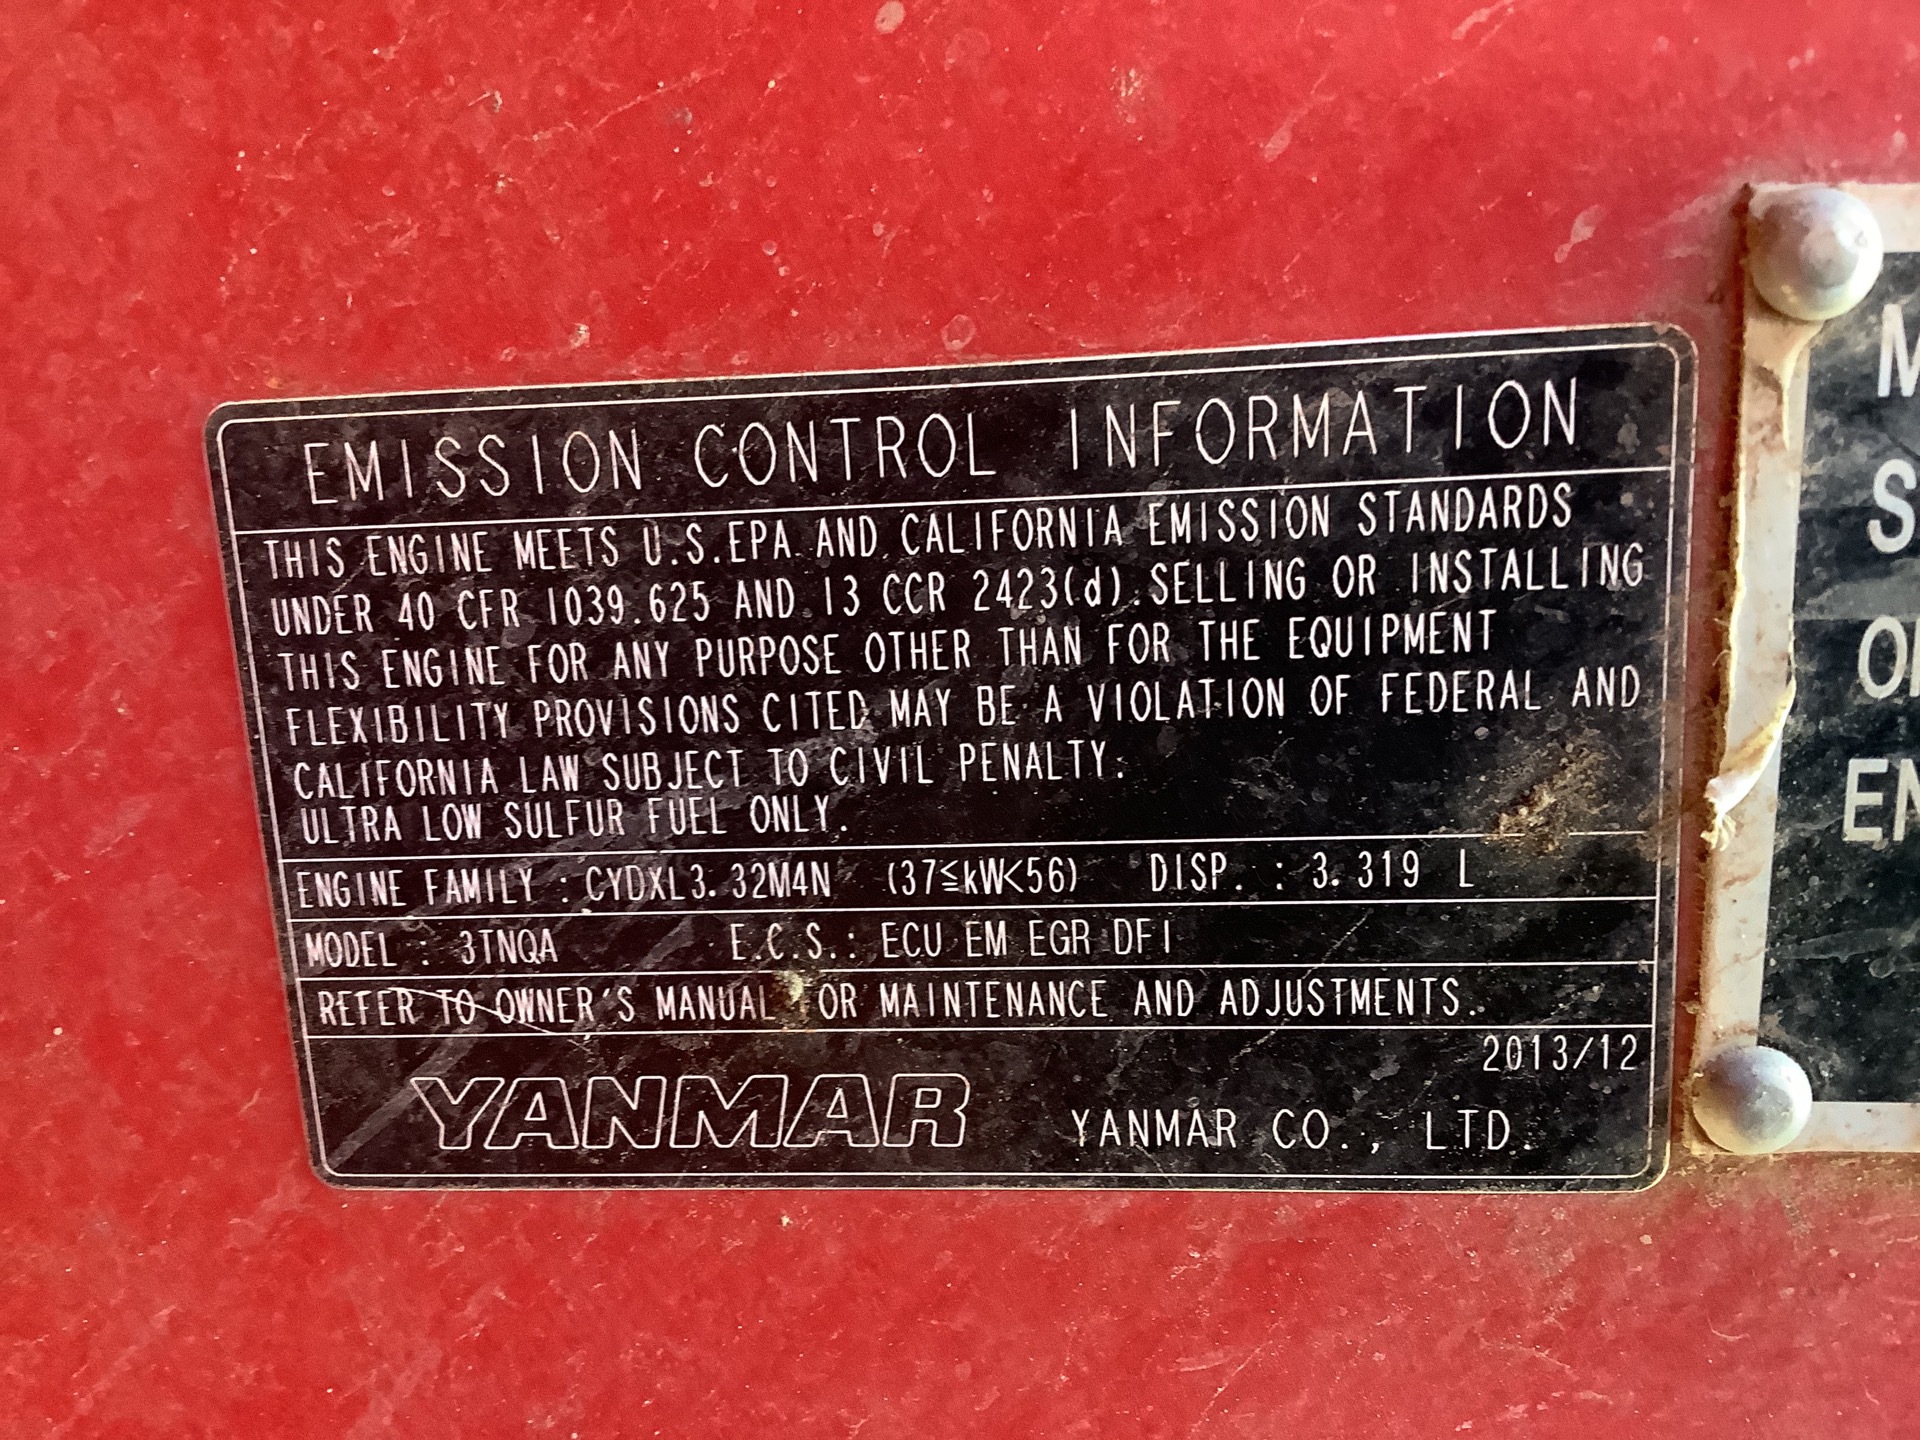 EMISSION CONTROL INFORMATION
THIS ENGINE MEETS U.S.EPA AND CALIFORNIA EMISSION STANDARDS
UNDER 40 CFR 1039.625 AND 13 CCR 2423(d).SELLING OR INSTALLING
THIS ENGINE FOR ANY PURPOSE OTHER THAN FOR THE EQUIPMENT
FLEXIBILITY PROVISIONS CITED MAY BE A VIOLATION OF FEDERAL AND
CALIFORNIA LAW SUBJECT TO CIVIL PENALTY.
ULTRA LOW SULFUR FUEL ONLY.
ENGINE FAMILY : CYDXL3.32M4N (37≦kW<56) DISP. : 3.319 L
MODEL : 3TNQA E.C.S.: ECU EM EGR DFI
REFER TO OWNER'S MANUAL FOR MAINTENANCE AND ADJUSTMENTS.
2013/12
YANMAR YANMAR CO., LTD.